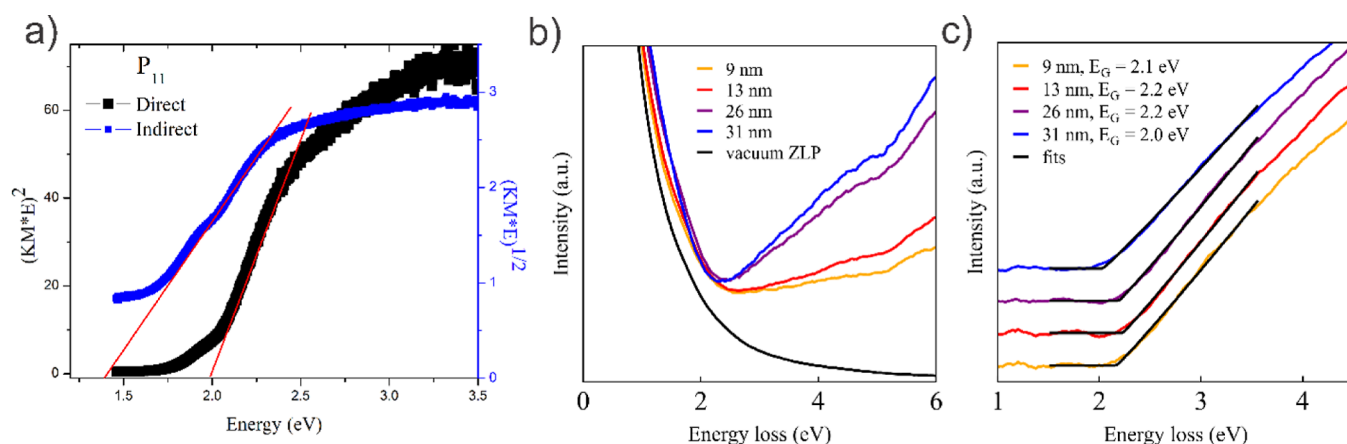 a)
P11
Direct
Indirect
(KM*E)2
60
40
20
0
1.5
2.0
2.5
3.0
3.5
Energy (eV)
3
2
1
0
(KM*E)1/2
b)
9 nm
13 nm
26 nm
31 nm
vacuum ZLP
Intensity (a.u.)
0
2
4
6
Energy loss (eV)
c)
9 nm, EG = 2.1 eV
13 nm, EG = 2.2 eV
26 nm, EG = 2.2 eV
31 nm, EG = 2.0 eV
fits
Intensity (a.u.)
1
2
3
4
Energy loss (eV)